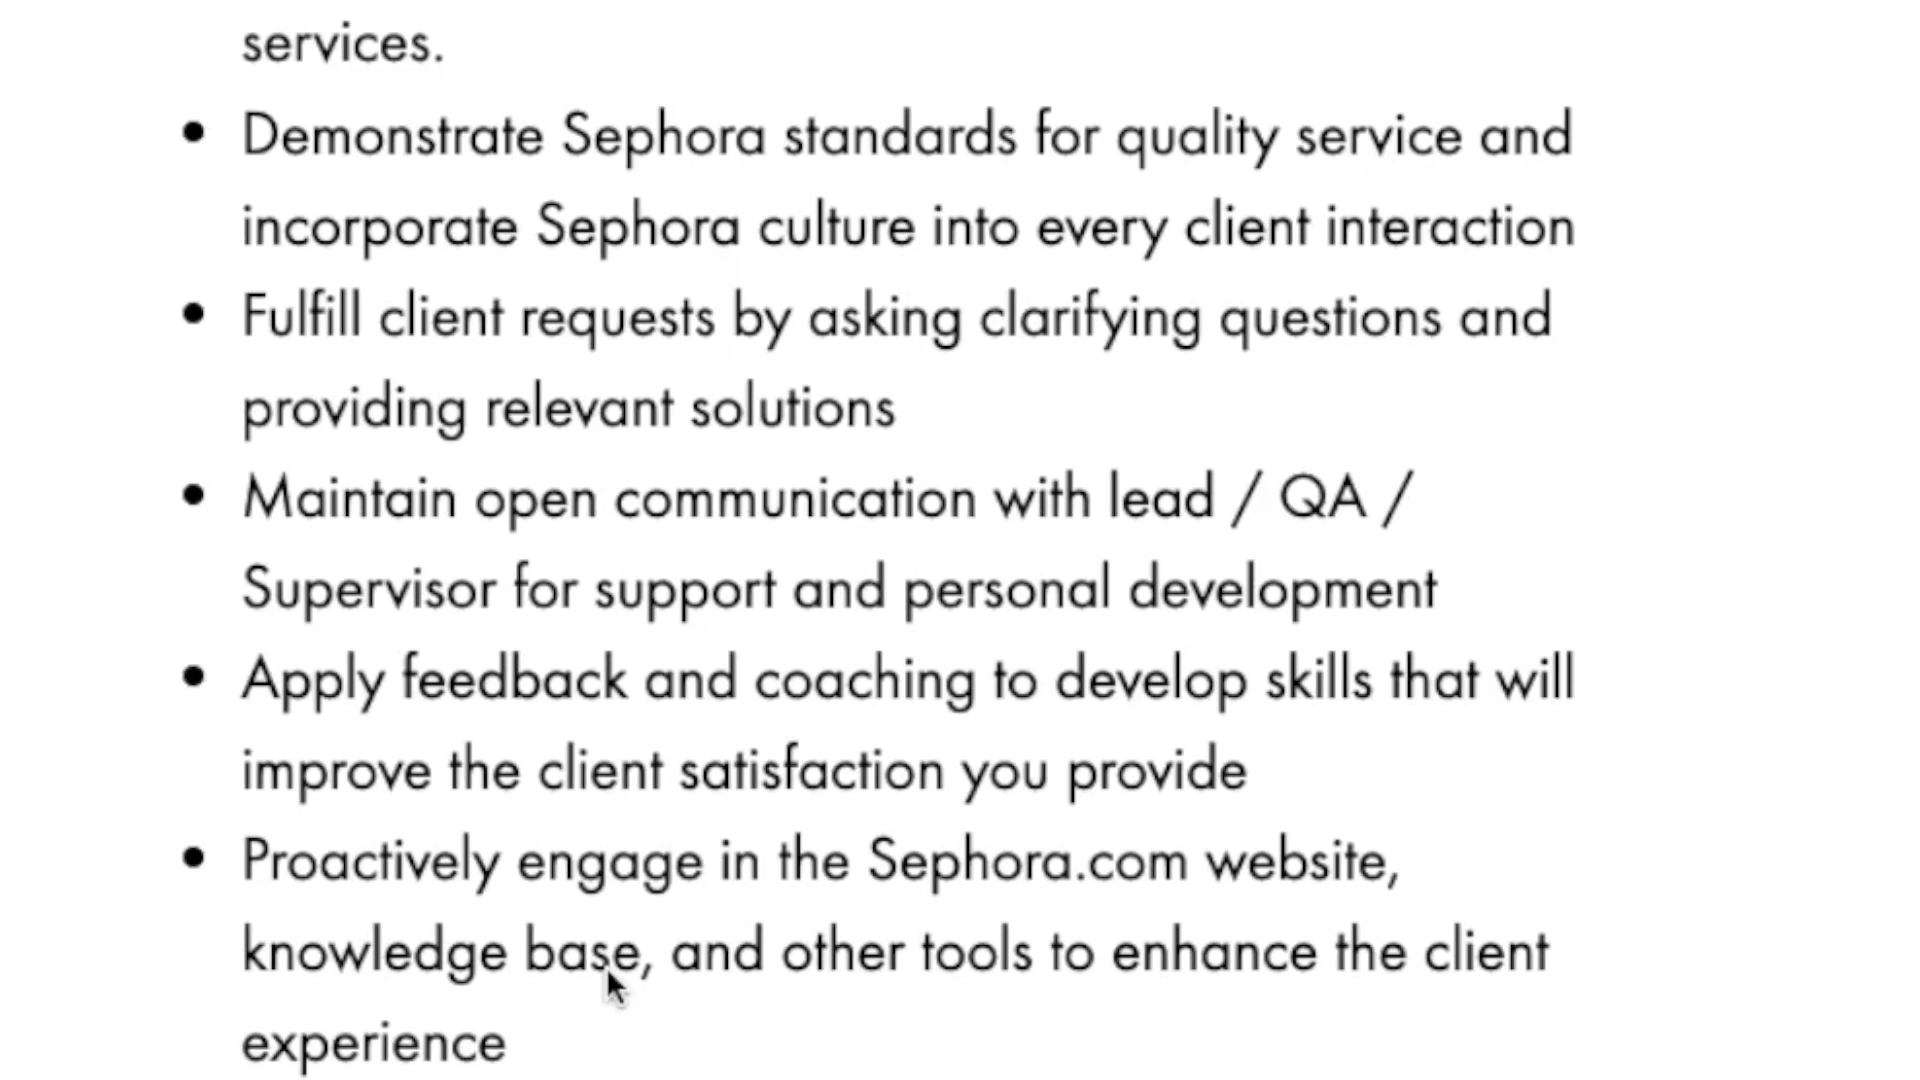 services.
• Demonstrate Sephora standards for quality service and
incorporate Sephora culture into every client interaction
• Fulfill client requests by asking clarifying questions and
providing relevant solutions
• Maintain open communication with lead / QA /
Supervisor for support and personal development
• Apply feedback and coaching to develop skills that will
improve the client satisfaction you provide
• Proactively engage in the Sephora.com website,
knowledge base, and other tools to enhance the client
experience